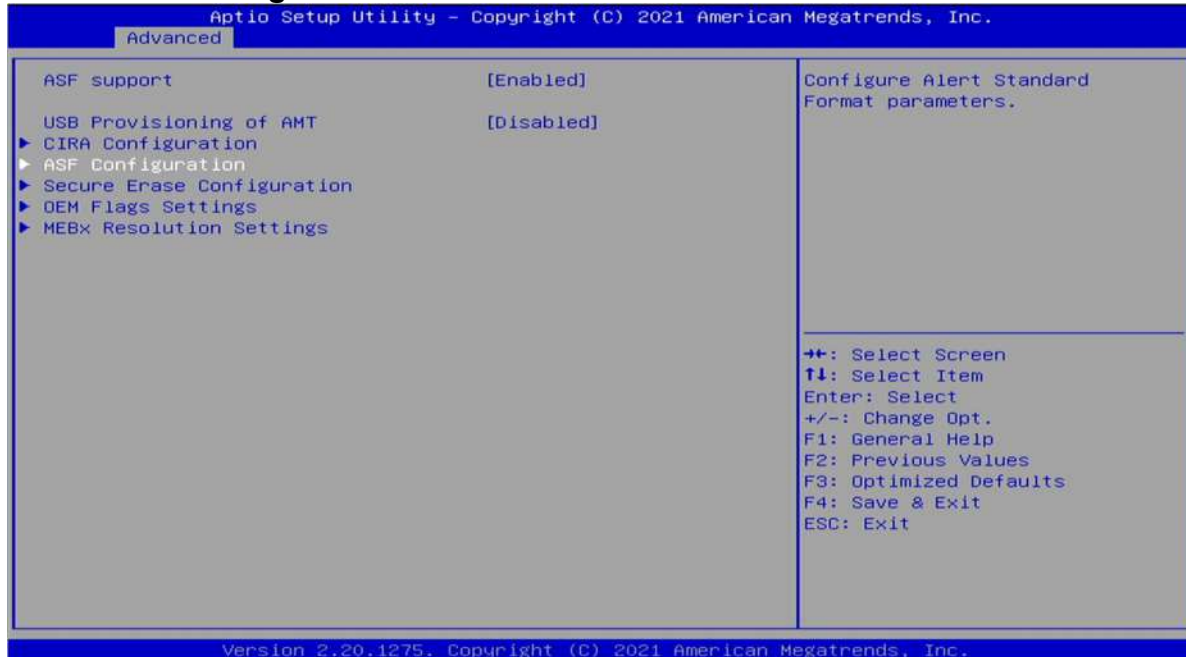 Aptio Setup Utility – Copyright (C) 2021 American Megatrends, Inc.
Advanced
ASF support [Enabled]
USB Provisioning of AMT [Disabled]
► CIRA Configuration
► ASF Configuration
► Secure Erase Configuration
► OEM Flags Settings
► MEBx Resolution Settings
Configure Alert Standard
Format parameters.
→←: Select Screen
↑↓: Select Item
Enter: Select
+/-: Change Opt.
F1: General Help
F2: Previous Values
F3: Optimized Defaults
F4: Save & Exit
ESC: Exit
Version 2.20.1275. Copyright (C) 2021 American Megatrends, Inc.